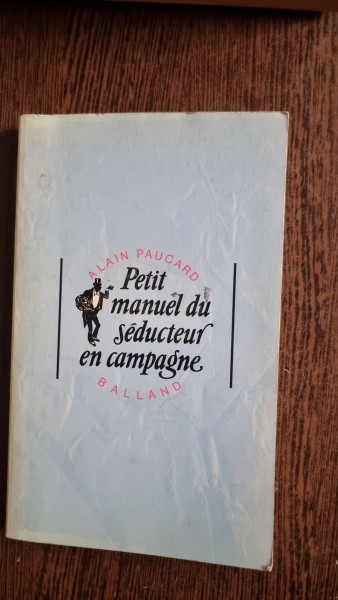 ALAIN PAUCARD
Petit
manuel du
séducteur
en campagne
BALLAND